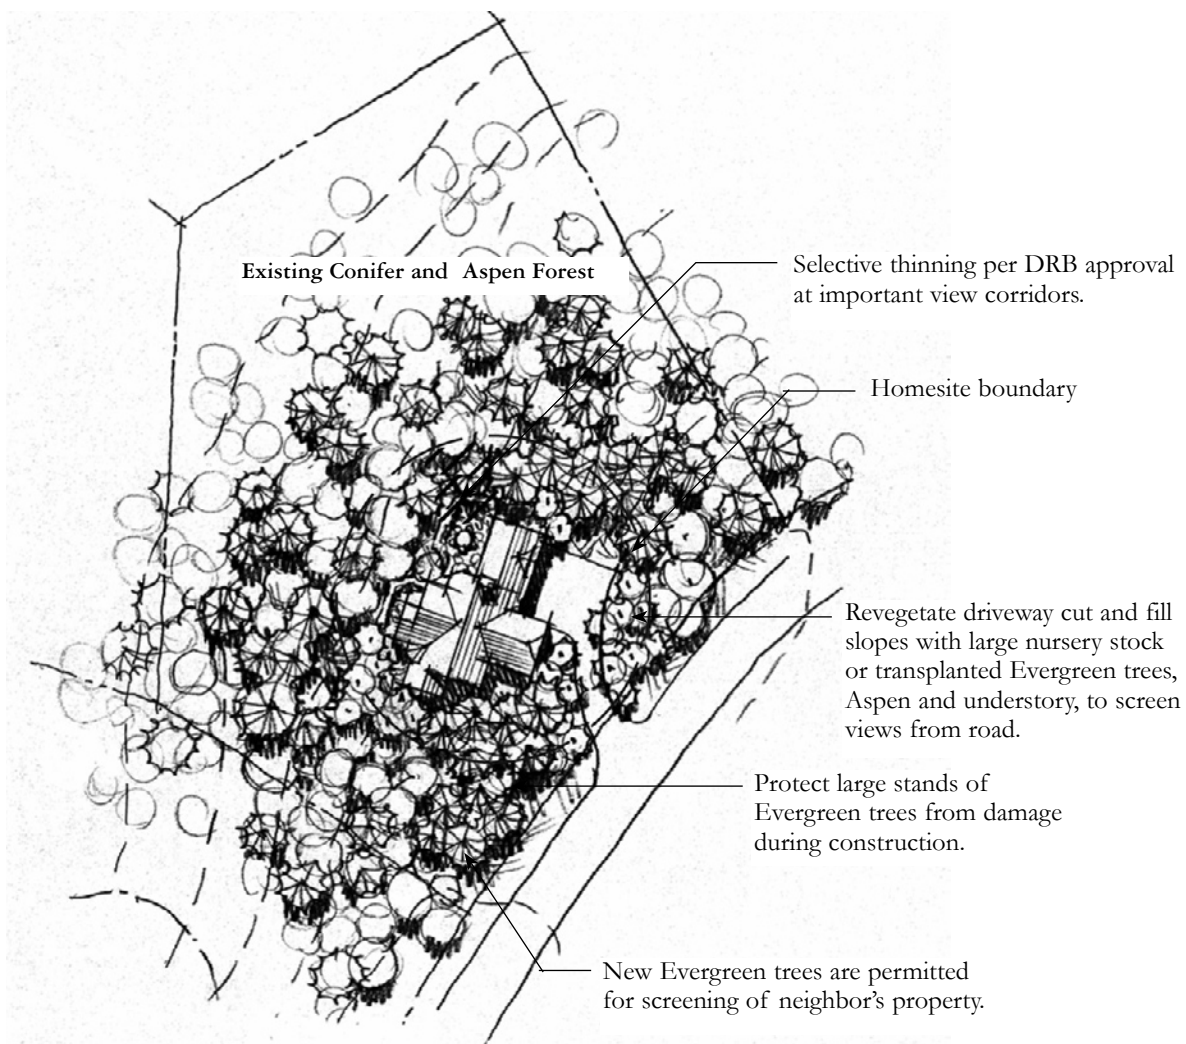 Existing Conifer and Aspen Forest
Selective thinning per DRB approval
at important view corridors.
Homesite boundary
Revegetate driveway cut and fill
slopes with large nursery stock
or transplanted Evergreen trees,
Aspen and understory, to screen
views from road.
Protect large stands of
Evergreen trees from damage
during construction.
New Evergreen trees are permitted
for screening of neighbor’s property.